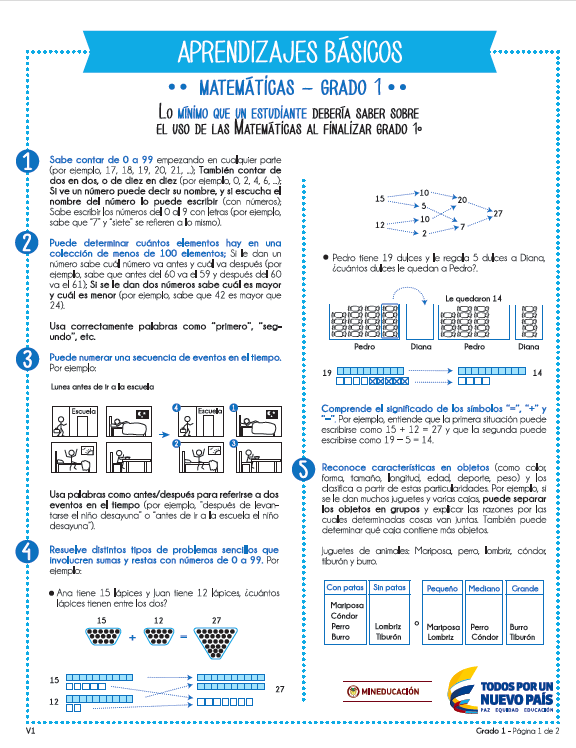 APRENDIZAJES BÁSICOS
•• MATEMÁTICAS – GRADO 1 ••
LO MÍNIMO QUE UN ESTUDIANTE DEBERÍA SABER SOBRE
EL USO DE LAS MATEMÁTICAS AL FINALIZAR GRADO 1º
1
Sabe contar de 0 a 99 empezando en cualquier parte
(por ejemplo, 17, 18, 19, 20, 21, ...); También contar de
dos en dos, o de diez en diez (por ejemplo, 0, 2, 4, 6, ...);
Si ve un número puede decir su nombre, y si escucha el
nombre del número lo puede escribir (con números);
Sabe escribir los números del 0 al 9 con letras (por ejemplo,
sabe que "7" y "siete" se refieren a lo mismo).
2
Puede determinar cuántos elementos hay en una
colección de menos de 100 elementos; Si le dan un
número sabe cuál número va antes y cuál va después (por
ejemplo, sabe que antes del 60 va el 59 y después del 60
va el 61); Si se le dan dos números sabe cuál es mayor
y cuál es menor (por ejemplo, sabe que 42 es mayor que
24).
Usa correctamente palabras como "primero", "seg-
undo", etc.
3
Puede numerar una secuencia de eventos en el tiempo.
Por ejemplo:
Lunes antes de ir a la escuela
Escuela
4 Escuela 1
2 3
Usa palabras como antes/después para referirse a dos
eventos en el tiempo (por ejemplo, "después de levan-
tarse el niño desayuna" o "antes de ir a la escuela el niño
desayuna").
4
Resuelve distintos tipos de problemas sencillos que
involucren sumas y restas con números de 0 a 99. Por
ejemplo:
• Ana tiene 15 lápices y Juan tiene 12 lápices, ¿cuántos
lápices tienen entre los dos?
15 12 27
+ =
15
12
27
15 10 20
5 27
12 10 7
2
• Pedro tiene 19 dulces y le regala 5 dulces a Diana,
¿cuántos dulces le quedan a Pedro?.
Le quedaron 14
Pedro Diana Pedro Diana
19 14
Comprende el significado de los símbolos "=", "+" y
"−". Por ejemplo, entiende que la primera situación puede
escribirse como 15 + 12 = 27 y que la segunda puede
escribirse como 19 − 5 = 14.
5
Reconoce características en objetos (como color,
forma, tamaño, longitud, edad, deporte, peso) y los
clasifica a partir de estas particularidades. Por ejemplo, si
se le dan muchos juguetes y varias cajas, puede separar
los objetos en grupos y explicar las razones por las
cuales determinadas cosas van juntas. También puede
determinar qué caja contiene más objetos.
juguetes de animales: Mariposa, perro, lombriz, cóndor,
tiburón y burro.
Con patas Sin patas Pequeño Mediano Grande
Mariposa
Cóndor
Perro Lombriz o Mariposa Perro Burro
Burro Tiburón Lombriz Cóndor Tiburón
MINEDUCACIÓN
TODOS POR UN
NUEVO PAÍS
PAZ EQUIDAD EDUCACIÓN
V1
Grado 1 - Página 1 de 2